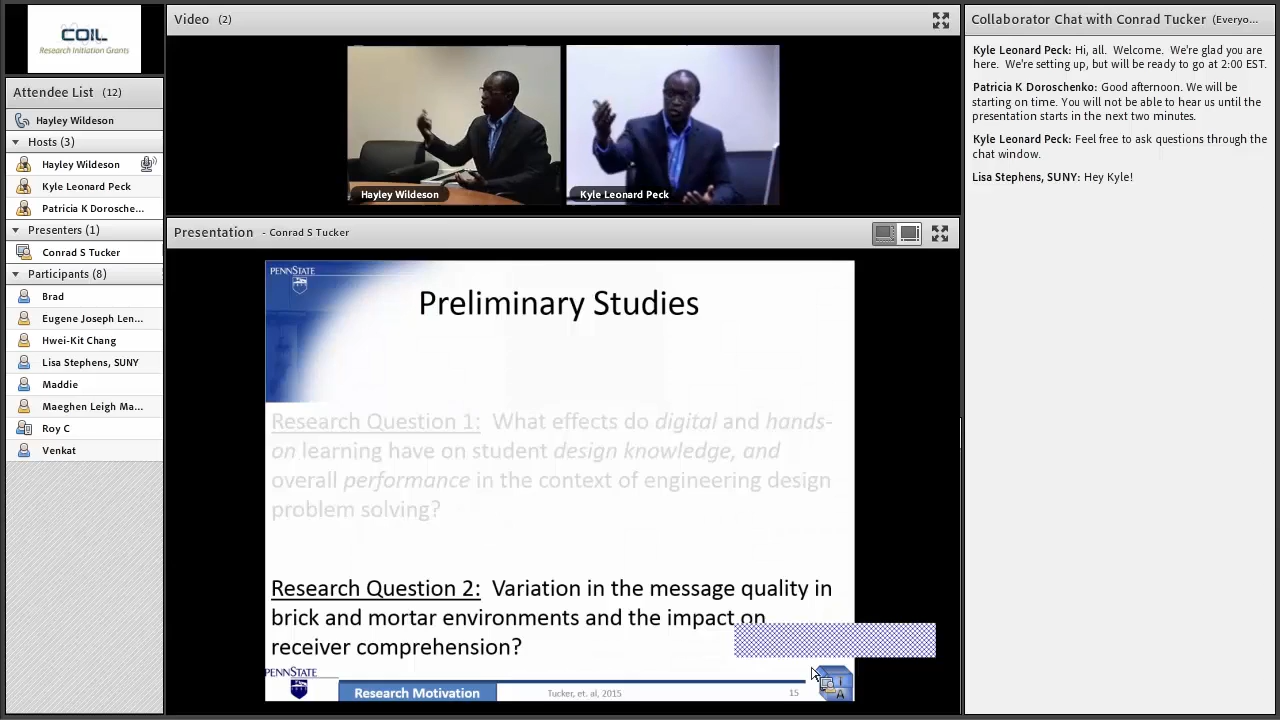 COIL
Research Initiation Grants
Attendee List (12)
Hayley Wildeson
Hosts (3)
Hayley Wildeson
Kyle Leonard Peck
Patricia K Dorosche...
Presenters (1)
Conrad S Tucker
Participants (8)
Brad
Eugene Joseph Len...
Hwei-Kit Chang
Lisa Stephens, SUNY
Maddie
Maeghen Leigh Ma...
Roy C
Venkat
Video (2)
Hayley Wildeson
Kyle Leonard Peck
Presentation - Conrad S Tucker
PENNSTATE
Preliminary Studies
Research Question 1: What effects do digital and hands-
on learning have on student design knowledge, and
overall performance in the context of engineering design
problem solving?
Research Question 2: Variation in the message quality in
brick and mortar environments and the impact on
receiver comprehension?
PENNSTATE
Research Motivation
Tucker, et. al, 2015
15
I
A
Collaborator Chat with Conrad Tucker (Everyo...
Kyle Leonard Peck: Hi, all. Welcome. We're glad you are
here. We're setting up, but will be ready to go at 2:00 EST.
Patricia K Doroschenko: Good afternoon. We will be
starting on time. You will not be able to hear us until the
presentation starts in the next two minutes.
Kyle Leonard Peck: Feel free to ask questions through the
chat window.
Lisa Stephens, SUNY: Hey Kyle!